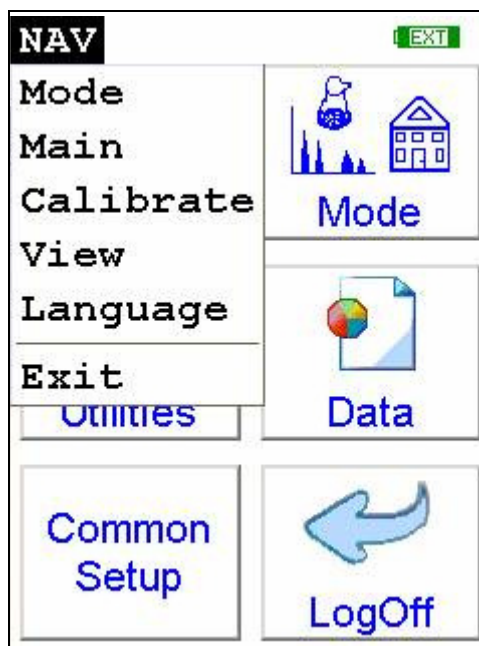 NAV
EXT
Mode
Main
Calibrate
View
Language
Exit
Mode
Utilities
Data
Common
Setup
LogOff